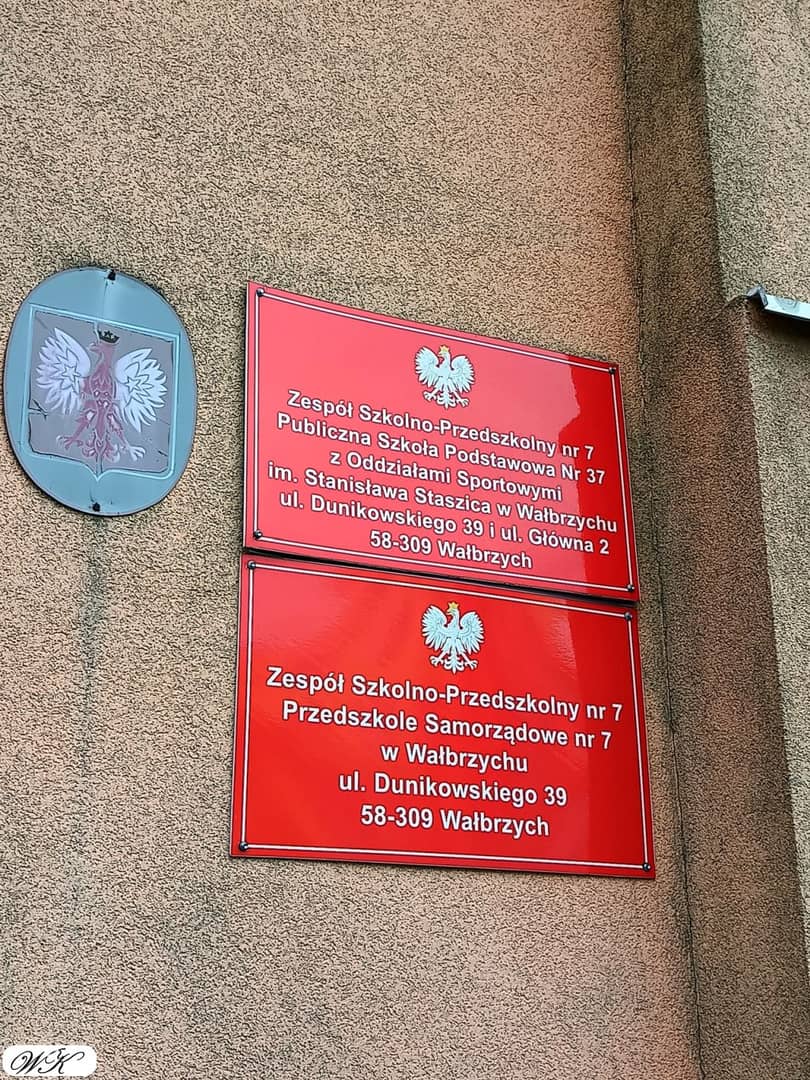 Zespół Szkolno-Przedszkolny nr 7
Publiczna Szkoła Podstawowa Nr 37
z Oddziałami Sportowymi
im. Stanisława Staszica w Wałbrzychu
ul. Dunikowskiego 39 i ul. Główna 2
58-309 Wałbrzych
Zespół Szkolno-Przedszkolny nr 7
Przedszkole Samorządowe nr 7
w Wałbrzychu
ul. Dunikowskiego 39
58-309 Wałbrzych
WK